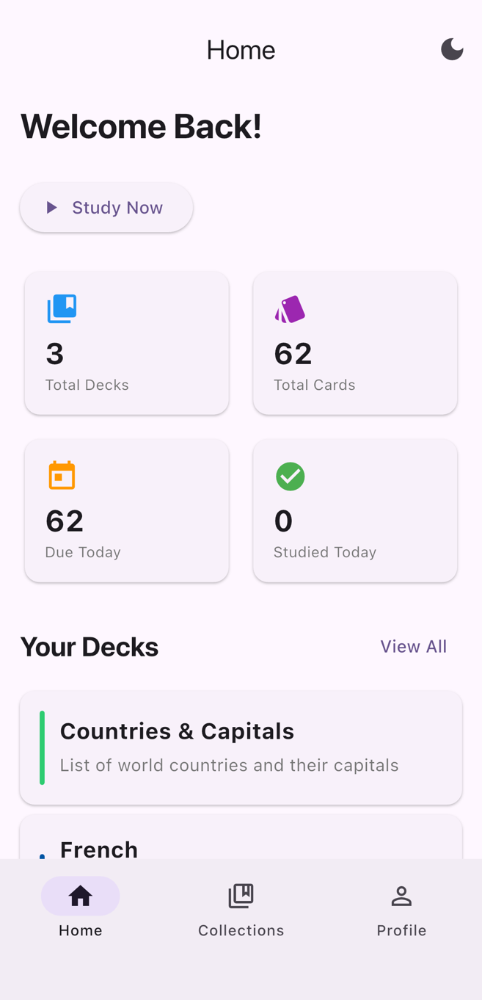 Home
Welcome Back!
Study Now
3
Total Decks
62
Total Cards
62
Due Today
0
Studied Today
Your Decks
View All
Countries & Capitals
List of world countries and their capitals
French
Home
Collections
Profile